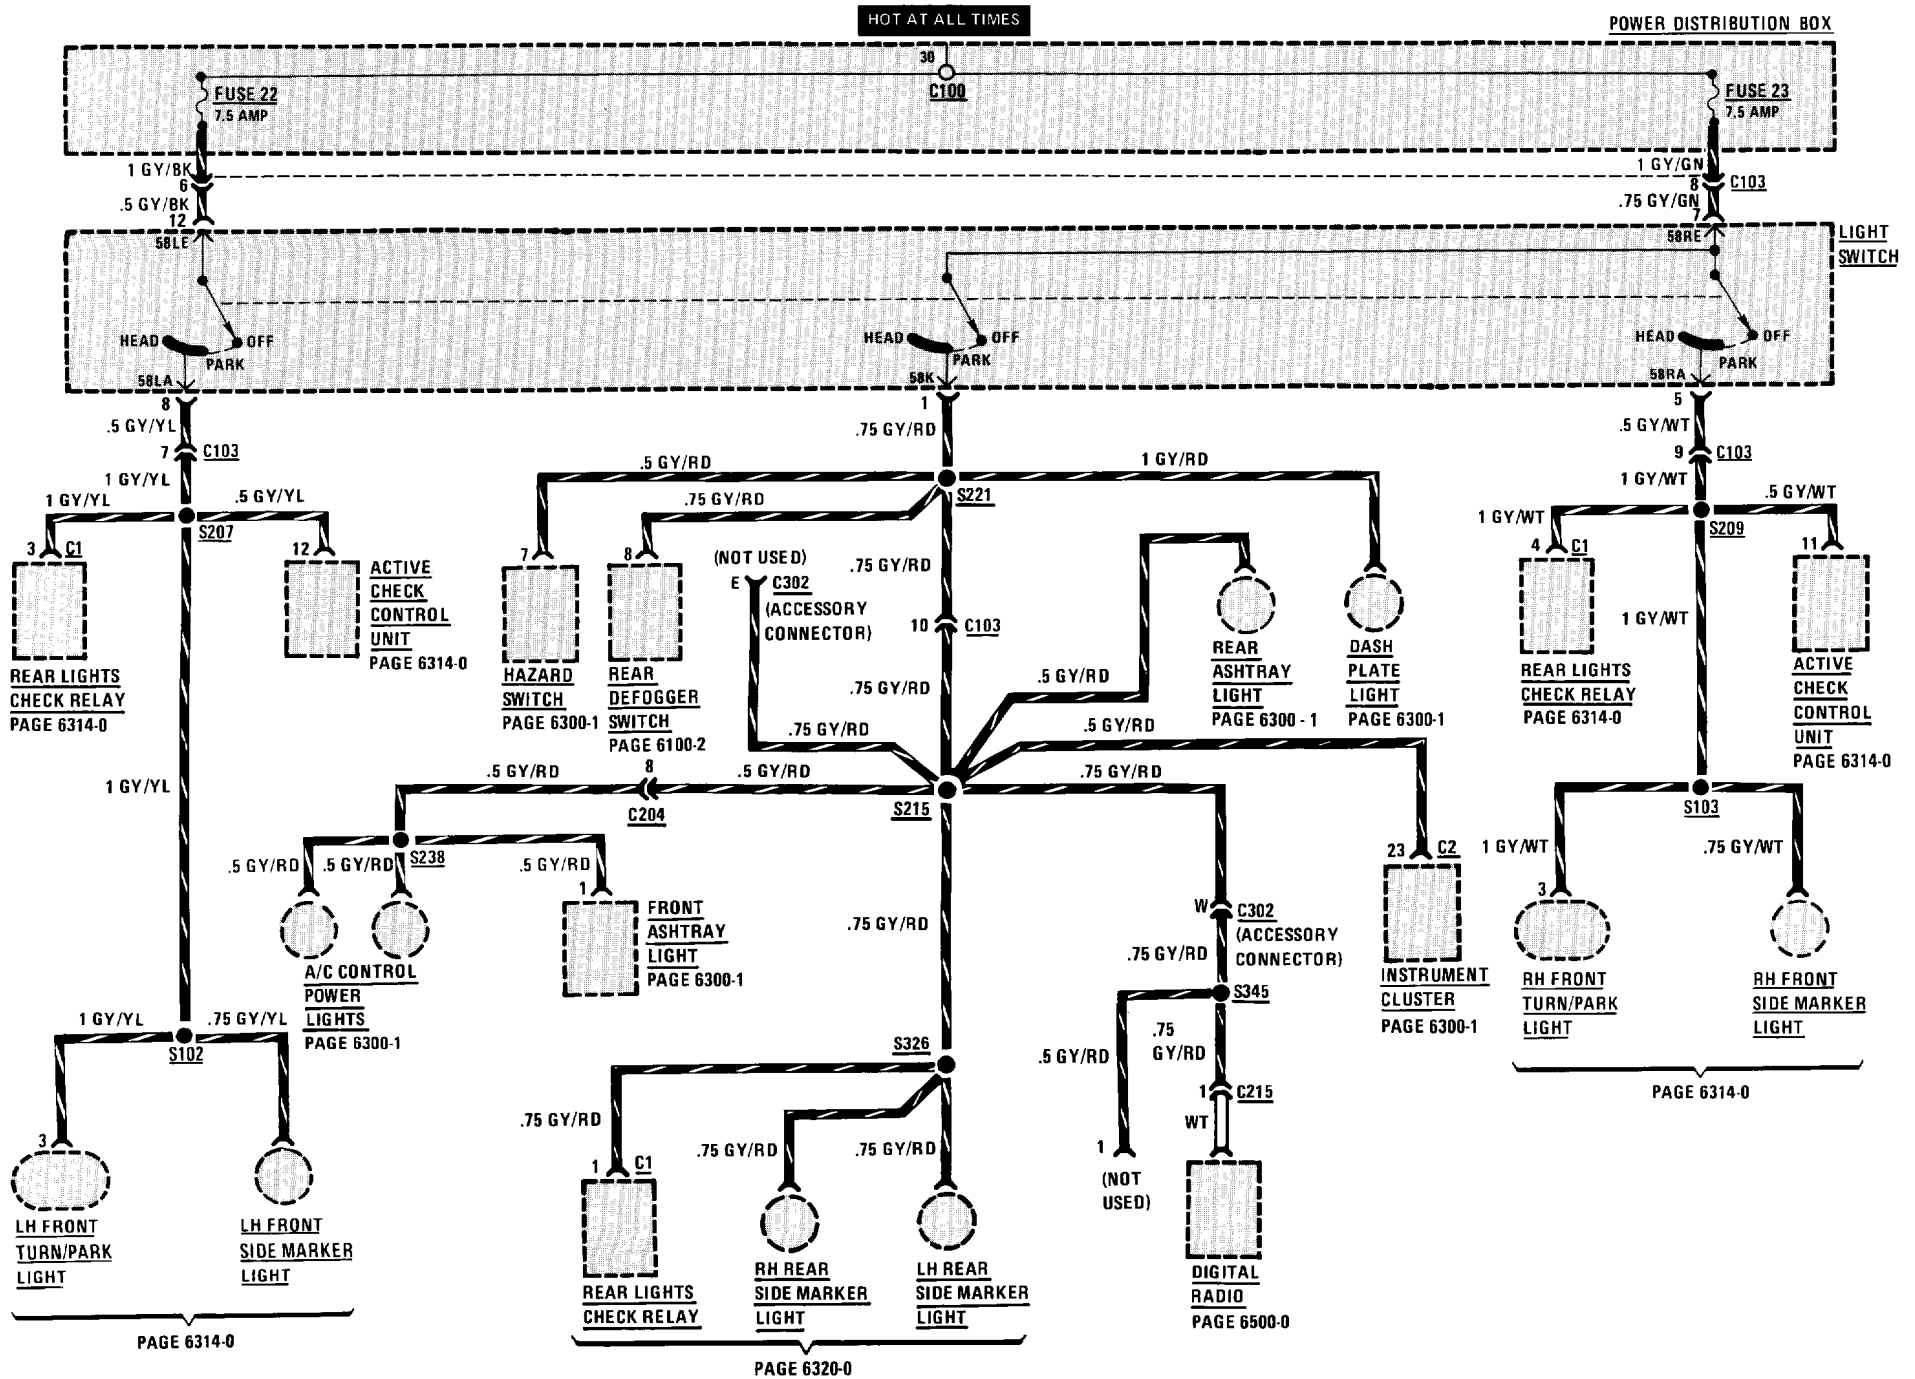 HOT AT ALL TIMES
POWER DISTRIBUTION BOX
30
C100
FUSE 22
7.5 AMP
FUSE 23
7.5 AMP
1 GY/BK
6
.5 GY/BK
12
1 GY/GN
8
C103
.75 GY/GN
7
58LE
58RE
LIGHT
SWITCH
HEAD
OFF
PARK
HEAD
OFF
PARK
HEAD
OFF
PARK
58LA
58K
58RA
8
.5 GY/YL
7
C103
1 GY/YL
1 GY/YL
.5 GY/YL
S207
3
C1
12
REAR LIGHTS
CHECK RELAY
PAGE 6314-0
ACTIVE
CHECK
CONTROL
UNIT
PAGE 6314-0
1 GY/YL
1 GY/YL
.75 GY/YL
S102
3
LH FRONT
TURN/PARK
LIGHT
LH FRONT
SIDE MARKER
LIGHT
PAGE 6314-0
1
.75 GY/RD
.5 GY/RD
1 GY/RD
S221
.75 GY/RD
7
HAZARD
SWITCH
PAGE 6300-1
8
REAR
DEFOGGER
SWITCH
PAGE 6100-2
(NOT USED)
E
C302
(ACCESSORY
CONNECTOR)
.75 GY/RD
10
C103
.75 GY/RD
.75 GY/RD
REAR
ASHTRAY
LIGHT
PAGE 6300 - 1
DASH
PLATE
LIGHT
PAGE 6300-1
.5 GY/RD
.5 GY/RD
.5 GY/RD
8
C204
.5 GY/RD
S215
.75 GY/RD
S238
.5 GY/RD
.5 GY/RD
.5 GY/RD
1
A/C CONTROL
POWER
LIGHTS
PAGE 6300-1
FRONT
ASHTRAY
LIGHT
PAGE 6300-1
.75 GY/RD
S326
.75 GY/RD
.75 GY/RD
.75 GY/RD
1
C1
REAR LIGHTS
CHECK RELAY
RH REAR
SIDE MARKER
LIGHT
LH REAR
SIDE MARKER
LIGHT
PAGE 6320-0
W
C302
(ACCESSORY
CONNECTOR)
.75 GY/RD
S345
.5 GY/RD
.75
GY/RD
1
C215
WT
1
(NOT
USED)
DIGITAL
RADIO
PAGE 6500-0
23
C2
INSTRUMENT
CLUSTER
PAGE 6300-1
5
.5 GY/WT
9
C103
1 GY/WT
1 GY/WT
.5 GY/WT
S209
4
C1
11
REAR LIGHTS
CHECK RELAY
PAGE 6314-0
1 GY/WT
ACTIVE
CHECK
CONTROL
UNIT
PAGE 6314-0
S103
1 GY/WT
.75 GY/WT
3
RH FRONT
TURN/PARK
LIGHT
RH FRONT
SIDE MARKER
LIGHT
PAGE 6314-0